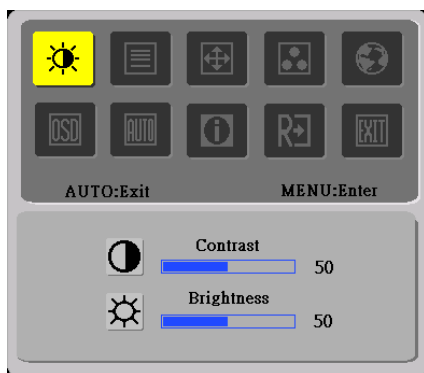 OSD AUTO i R EXIT
AUTO:Exit MENU:Enter
Contrast
50
Brightness
50